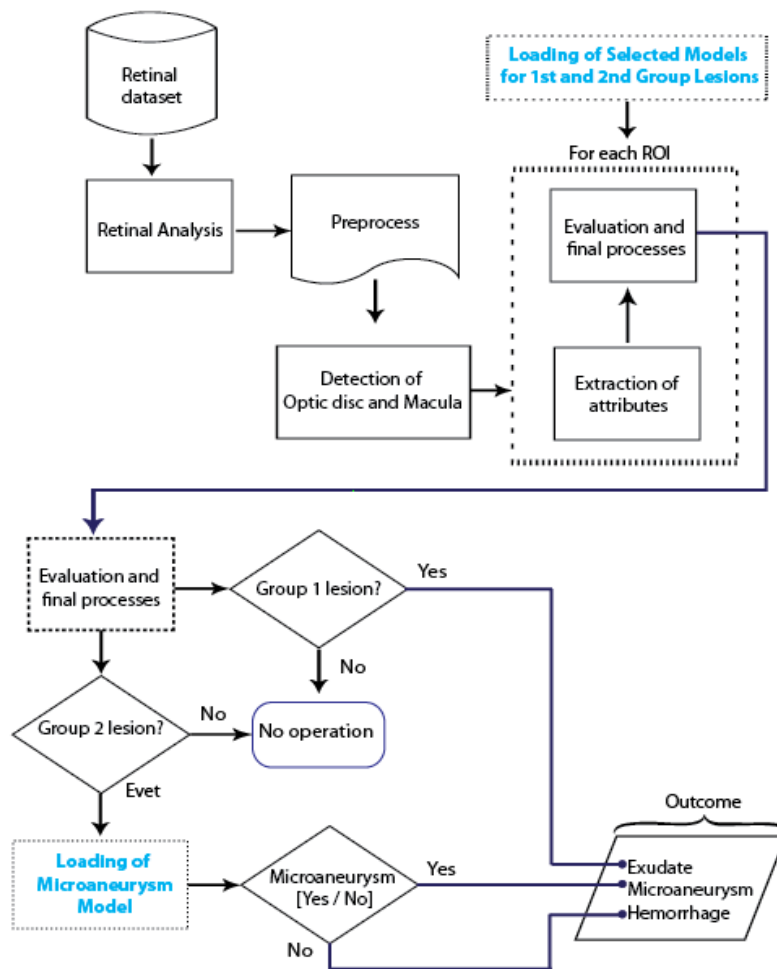 Retinal
dataset
Loading of Selected Models
for 1st and 2nd Group Lesions
For each ROI
Retinal Analysis
Preprocess
Evaluation and
final processes
Detection of
Optic disc and Macula
Extraction of
attributes
Evaluation and
final processes
Group 1 lesion?
Yes
No
Group 2 lesion?
No
No operation
Evet
Loading of
Microaneurysm
Model
Microaneurysm
[Yes / No]
Yes
No
Outcome
Exudate
Microaneurysm
Hemorrhage